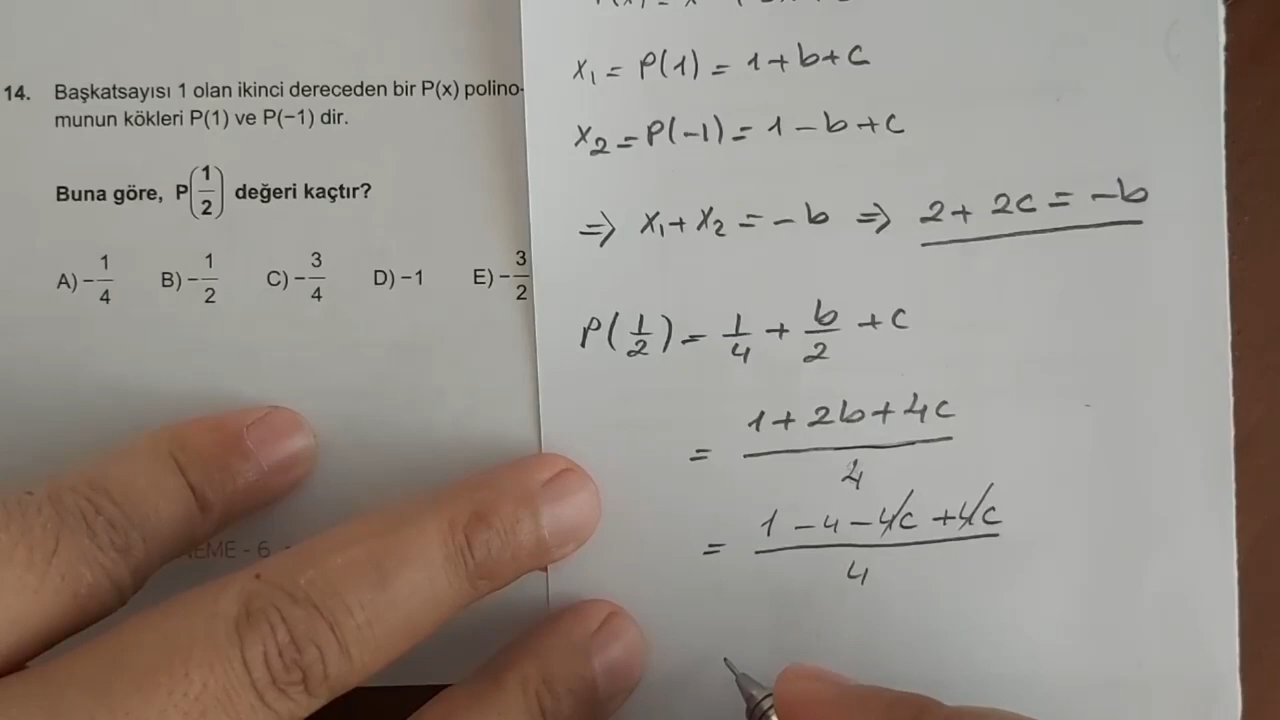 14. Başkatsayısı 1 olan ikinci dereceden bir P(x) polino-
munun kökleri P(1) ve P(−1) dir.
Buna göre, P(1/2) değeri kaçtır?
A) −1/4 B) −1/2 C) −3/4 D) −1 E) −3/2
EME - 6
x₁ = P(1) = 1+b+c
x₂ = P(-1) = 1-b+c
⇒ x₁+x₂ = -b ⇒ 2+2c = -b
P(1/2) = 1/4 + b/2 + c
= (1+2b+4c)/4
= (1-4-4c+4c)/4